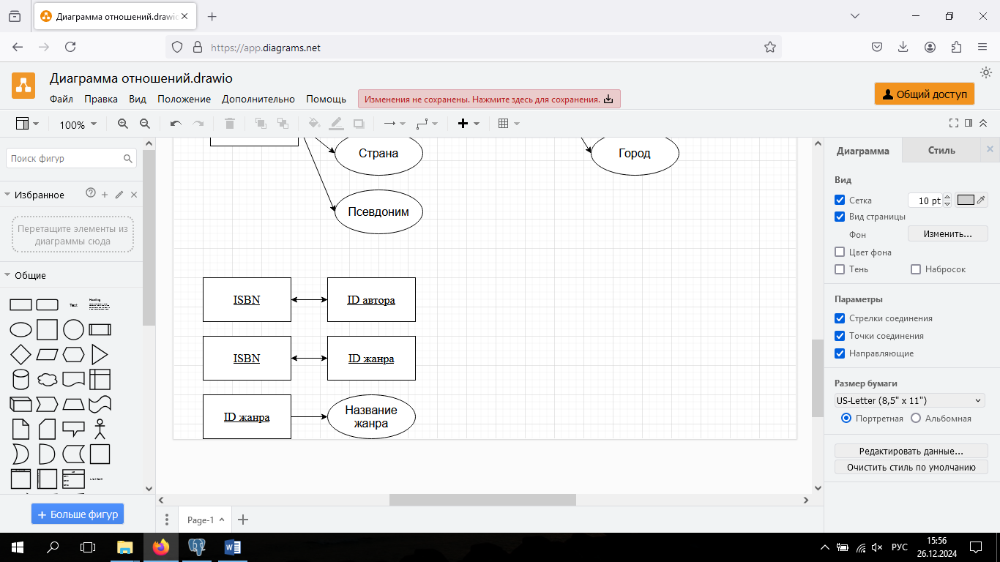 Диаграмма отношений.drawio
https://app.diagrams.net
Диаграмма отношений.drawio
Файл Правка Вид Положение Дополнительно Помощь
Изменения не сохранены. Нажмите здесь для сохранения.
Общий доступ
100%
Поиск фигур
Избранное
Перетащите элементы из
диаграммы сюда
Общие
Text
Heading
List Item
Больше фигур
Страна
Город
Псевдоним
ISBN
ID автора
ISBN
ID жанра
ID жанра
Название
жанра
Page-1
Диаграмма
Стиль
Вид
Сетка
10 pt
Вид страницы
Фон
Изменить...
Цвет фона
Тень
Набросок
Параметры
Стрелки соединения
Точки соединения
Направляющие
Размер бумаги
US-Letter (8,5" x 11")
Портретная
Альбомная
Редактировать данные...
Очистить стиль по умолчанию
РУС
15:56
26.12.2024